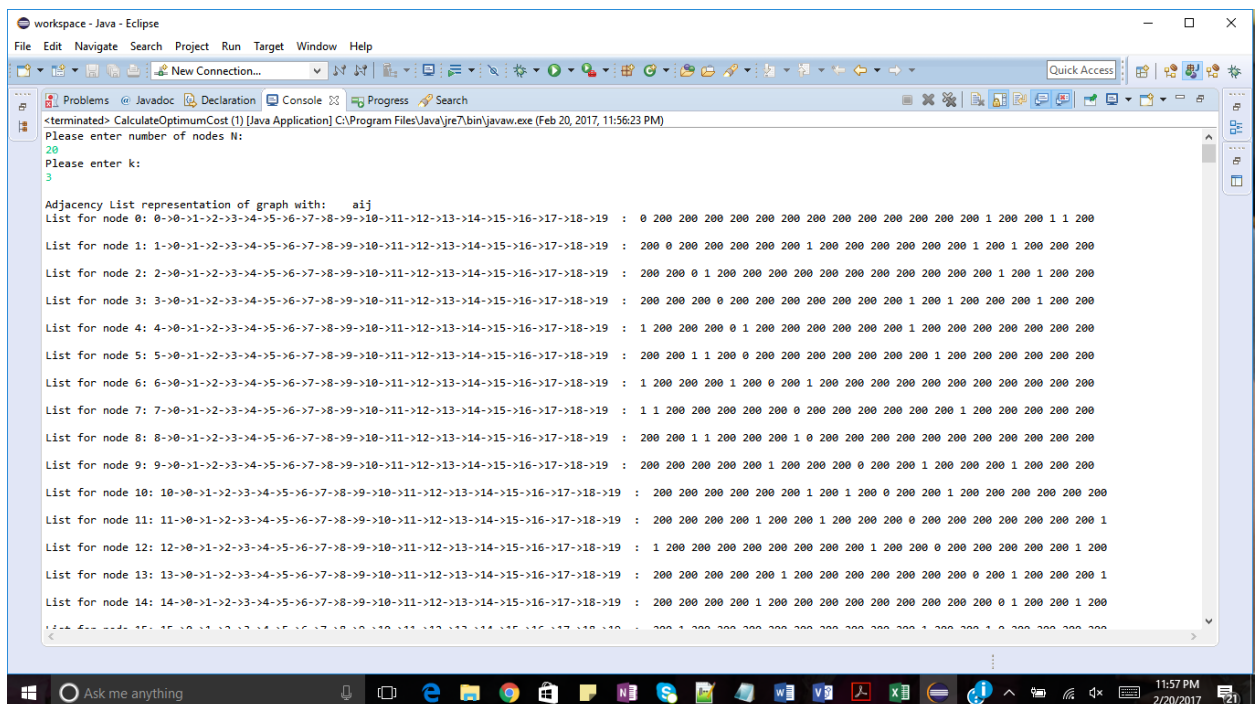 workspace - Java - Eclipse
File Edit Navigate Search Project Run Target Window Help
New Connection...
Quick Access
Problems @ Javadoc Declaration Console Progress Search
<terminated> CalculateOptimumCost (1) [Java Application] C:\Program Files\Java\jre7\bin\javaw.exe (Feb 20, 2017, 11:56:23 PM)
Please enter number of nodes N:
20
Please enter k:
3
Adjacency List representation of graph with: aij
List for node 0: 0->0->1->2->3->4->5->6->7->8->9->10->11->12->13->14->15->16->17->18->19 : 0 200 200 200 200 200 200 200 200 200 200 200 200 200 1 200 200 1 1 200
List for node 1: 1->0->1->2->3->4->5->6->7->8->9->10->11->12->13->14->15->16->17->18->19 : 200 0 200 200 200 200 200 1 200 200 200 200 200 200 1 200 1 200 200 200
List for node 2: 2->0->1->2->3->4->5->6->7->8->9->10->11->12->13->14->15->16->17->18->19 : 200 200 0 1 200 200 200 200 200 200 200 200 200 200 200 1 200 1 200 200
List for node 3: 3->0->1->2->3->4->5->6->7->8->9->10->11->12->13->14->15->16->17->18->19 : 200 200 200 0 200 200 200 200 200 200 200 1 200 1 200 200 200 1 200 200
List for node 4: 4->0->1->2->3->4->5->6->7->8->9->10->11->12->13->14->15->16->17->18->19 : 1 200 200 200 0 1 200 200 200 200 200 200 1 200 200 200 200 200 200 200
List for node 5: 5->0->1->2->3->4->5->6->7->8->9->10->11->12->13->14->15->16->17->18->19 : 200 200 1 1 200 0 200 200 200 200 200 200 200 1 200 200 200 200 200 200
List for node 6: 6->0->1->2->3->4->5->6->7->8->9->10->11->12->13->14->15->16->17->18->19 : 1 200 200 200 1 200 0 200 1 200 200 200 200 200 200 200 200 200 200 200
List for node 7: 7->0->1->2->3->4->5->6->7->8->9->10->11->12->13->14->15->16->17->18->19 : 1 1 200 200 200 200 200 0 200 200 200 200 200 200 1 200 200 200 200 200
List for node 8: 8->0->1->2->3->4->5->6->7->8->9->10->11->12->13->14->15->16->17->18->19 : 200 200 1 1 200 200 200 1 0 200 200 200 200 200 200 200 200 200 200 200
List for node 9: 9->0->1->2->3->4->5->6->7->8->9->10->11->12->13->14->15->16->17->18->19 : 200 200 200 200 200 1 200 200 200 0 200 200 1 200 200 200 1 200 200 200
List for node 10: 10->0->1->2->3->4->5->6->7->8->9->10->11->12->13->14->15->16->17->18->19 : 200 200 200 200 200 200 1 200 1 200 0 200 200 1 200 200 200 200 200 200
List for node 11: 11->0->1->2->3->4->5->6->7->8->9->10->11->12->13->14->15->16->17->18->19 : 200 200 200 200 1 200 200 1 200 200 200 0 200 200 200 200 200 200 200 1
List for node 12: 12->0->1->2->3->4->5->6->7->8->9->10->11->12->13->14->15->16->17->18->19 : 1 200 200 200 200 200 200 200 200 1 200 200 0 200 200 200 200 200 1 200
List for node 13: 13->0->1->2->3->4->5->6->7->8->9->10->11->12->13->14->15->16->17->18->19 : 200 200 200 200 200 1 200 200 200 200 200 200 200 0 200 1 200 200 200 1
List for node 14: 14->0->1->2->3->4->5->6->7->8->9->10->11->12->13->14->15->16->17->18->19 : 200 200 200 200 1 200 200 200 200 200 200 200 200 200 0 1 200 200 1 200
Ask me anything
11:57 PM
2/20/2017